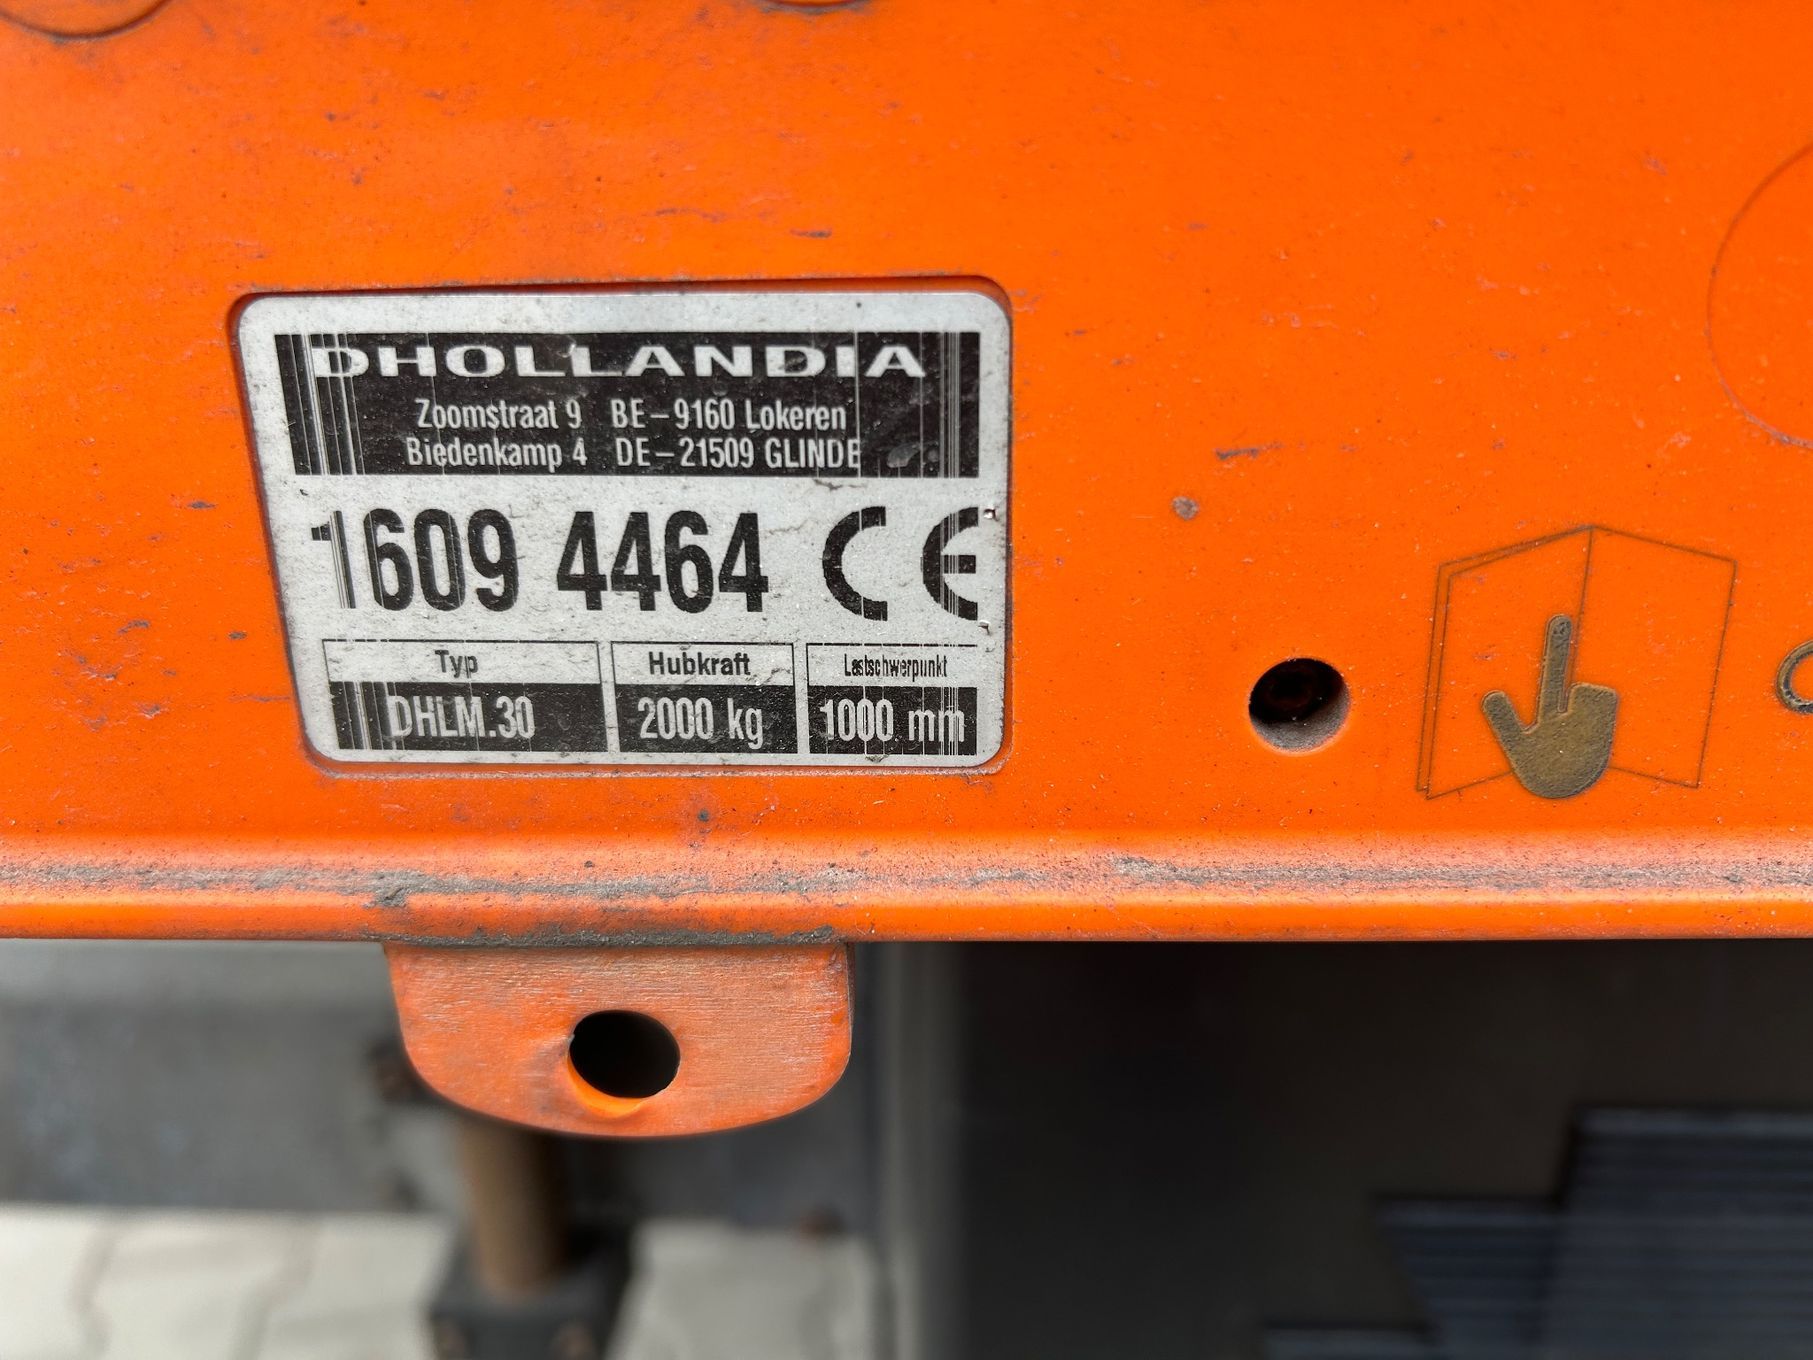 DHOLLANDIA
Zoomstraat 9 BE-9160 Lokeren
Biedenkamp 4 DE-21509 GLINDE
1609 4464 CE
Typ Hubkraft Lastschwerpunkt
DHLM.30 2000 kg 1000 mm